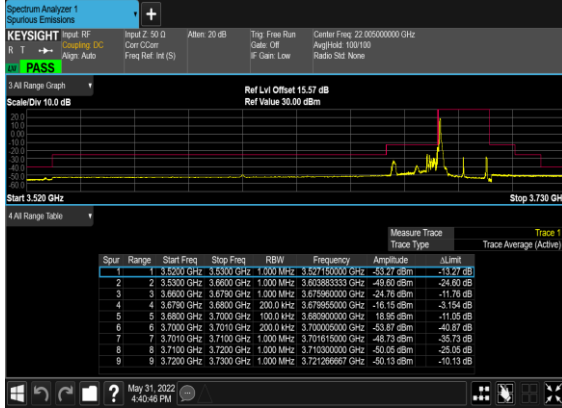 Spectrum Analyzer 1
Spurious Emissions
+
KEYSIGHT Input: RF Input Z: 50 Ω Atten: 20 dB Trig: Free Run Center Freq: 22.005000000 GHz
R T Coupling: DC Corr CCorr Gate: Off Avg|Hold: 100/100
Align: Auto Freq Ref: Int (S) IF Gain: Low Radio Std: None
PASS
3.All Range Graph Ref Lvl Offset 15.57 dB
Scale/Div 10.0 dB Ref Value 30.00 dBm
20.0
10.0
0.00
-10.0
-20.0
-30.0
-40.0
-50.0
-60.0
Start 3.520 GHz Stop 3.730 GHz
4 All Range Table
Measure Trace Trace 1
Trace Type Trace Average (Active)
Spur Range Start Freq Stop Freq RBW Frequency Amplitude ΔLimit
1 1 3.5200 GHz 3.5300 GHz 1.000 MHz 3.527150000 GHz -53.27 dBm -13.27 dB
2 2 3.5300 GHz 3.6600 GHz 1.000 MHz 3.603883333 GHz -49.60 dBm -24.60 dB
3 3 3.6600 GHz 3.6790 GHz 1.000 MHz 3.675960000 GHz -24.76 dBm -11.76 dB
4 4 3.6790 GHz 3.6800 GHz 200.0 kHz 3.679955000 GHz -16.15 dBm -3.154 dB
5 5 3.6800 GHz 3.7000 GHz 100.0 kHz 3.680900000 GHz 18.95 dBm -11.05 dB
6 6 3.7000 GHz 3.7010 GHz 200.0 kHz 3.700005000 GHz -53.87 dBm -40.87 dB
7 7 3.7010 GHz 3.7100 GHz 1.000 MHz 3.701615000 GHz -48.73 dBm -35.73 dB
8 8 3.7100 GHz 3.7200 GHz 1.000 MHz 3.710300000 GHz -50.05 dBm -25.05 dB
9 9 3.7200 GHz 3.7300 GHz 1.000 MHz 3.721266667 GHz -50.13 dBm -10.13 dB
? May 31, 2022
4:40:46 PM